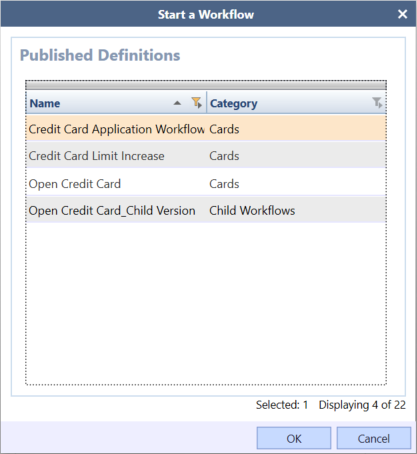 Start a Workflow
Published Definitions
Name Category
Credit Card Application Workflow Cards
Credit Card Limit Increase Cards
Open Credit Card Cards
Open Credit Card_Child Version Child Workflows
Selected: 1 Displaying 4 of 22
OK Cancel